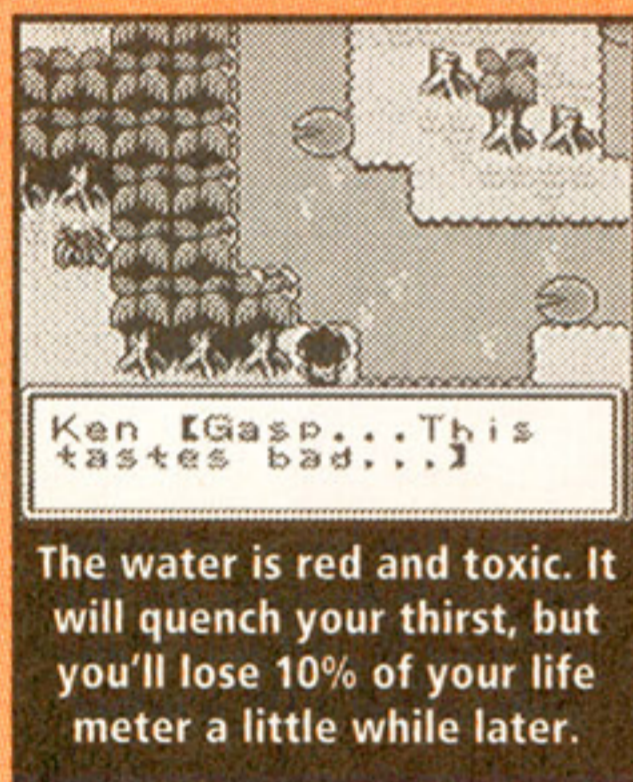 Ken 【Gasp...This
tastes bad...】
The water is red and toxic. It
will quench your thirst, but
you'll lose 10% of your life
meter a little while later.